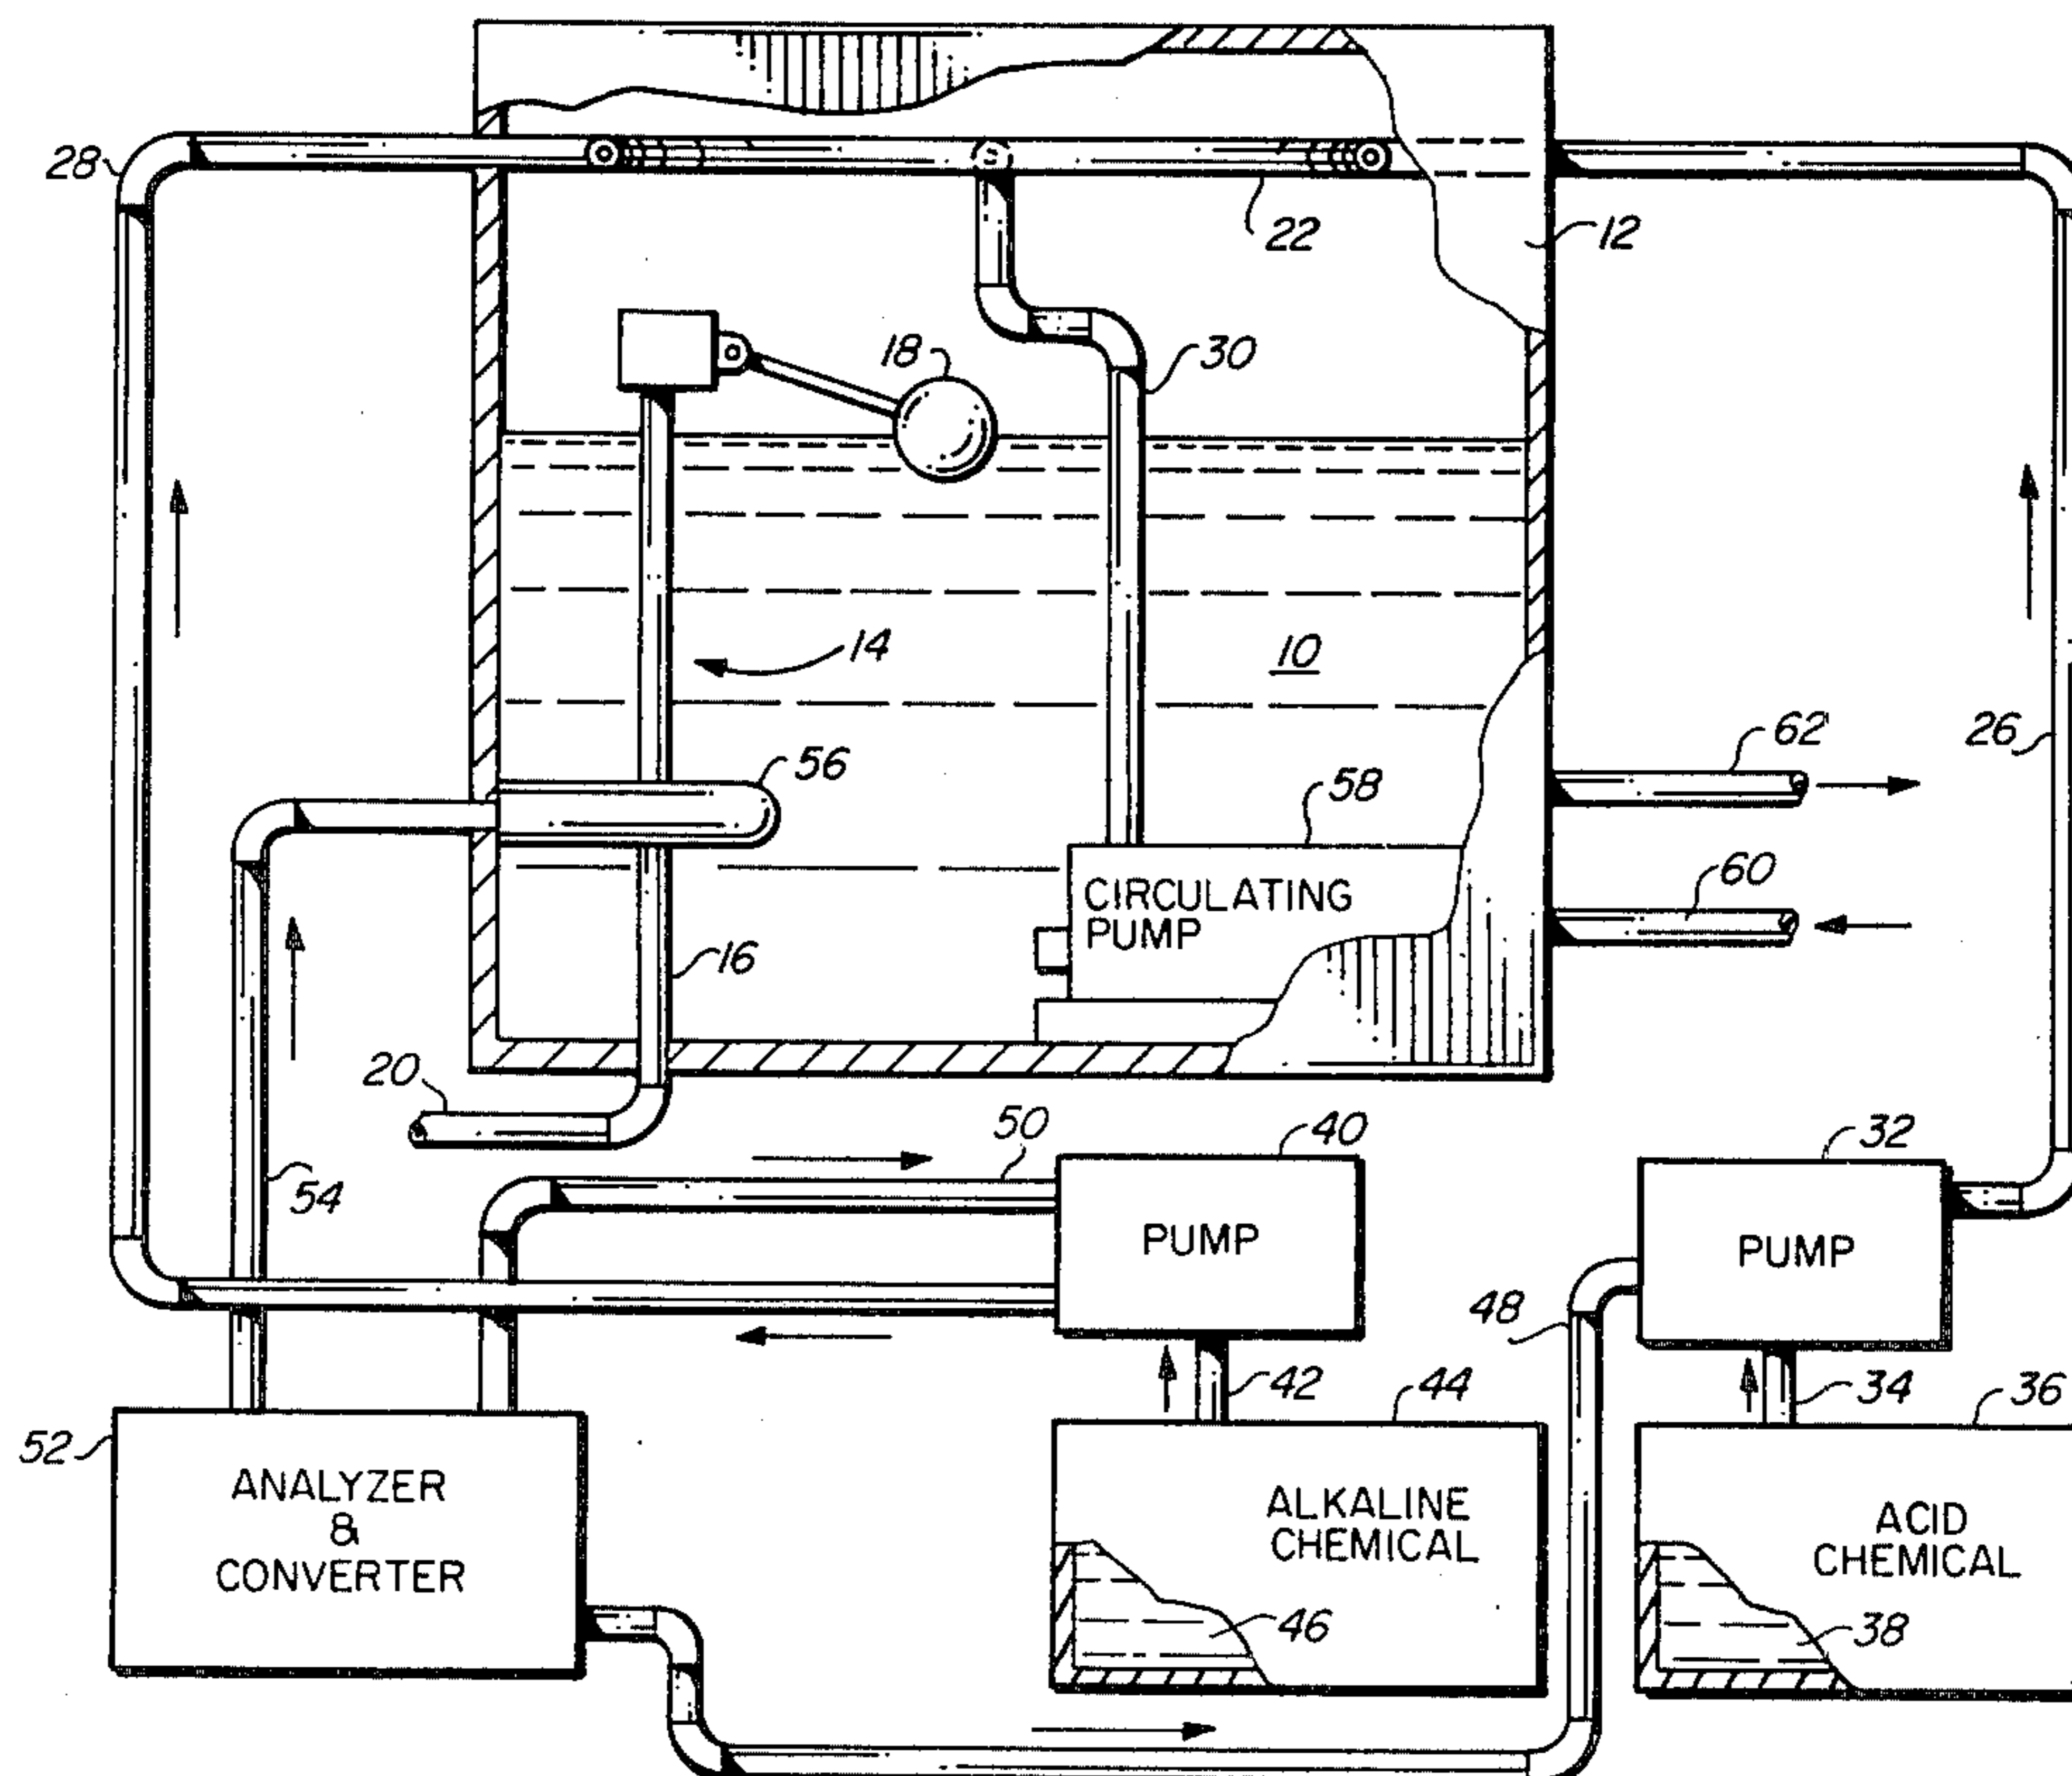 28
22
12
18
30
14
10
62
26
56
58
CIRCULATING
PUMP
60
16
20
54
50
40
PUMP
32
PUMP
48
42
44
34
36
52
ANALYZER
&
CONVERTER
ALKALINE
CHEMICAL
46
ACID
CHEMICAL
38